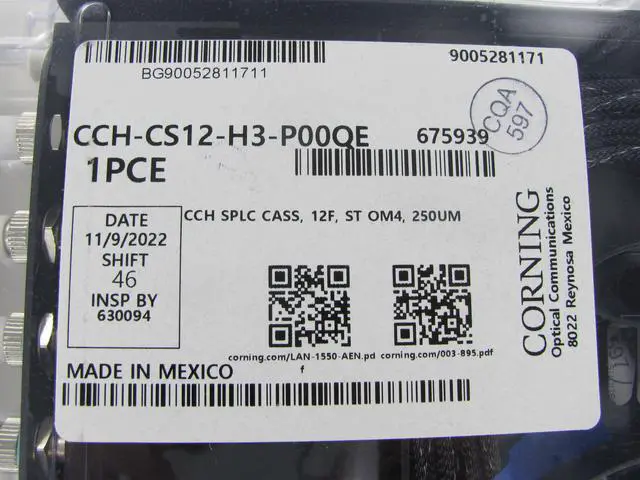 BG90052811711
9005281171
CQA
597
CCH-CS12-H3-P00QE
675939
1PCE
CCH SPLC CASS, 12F, ST OM4, 250UM
DATE
11/9/2022
SHIFT
46
INSP BY
630094
corning.com/LAN-1550-AEN.pd
f
corning.com/003-895.pdf
CORNING
Optical Communications
8022 Reynosa Mexico
MADE IN MEXICO